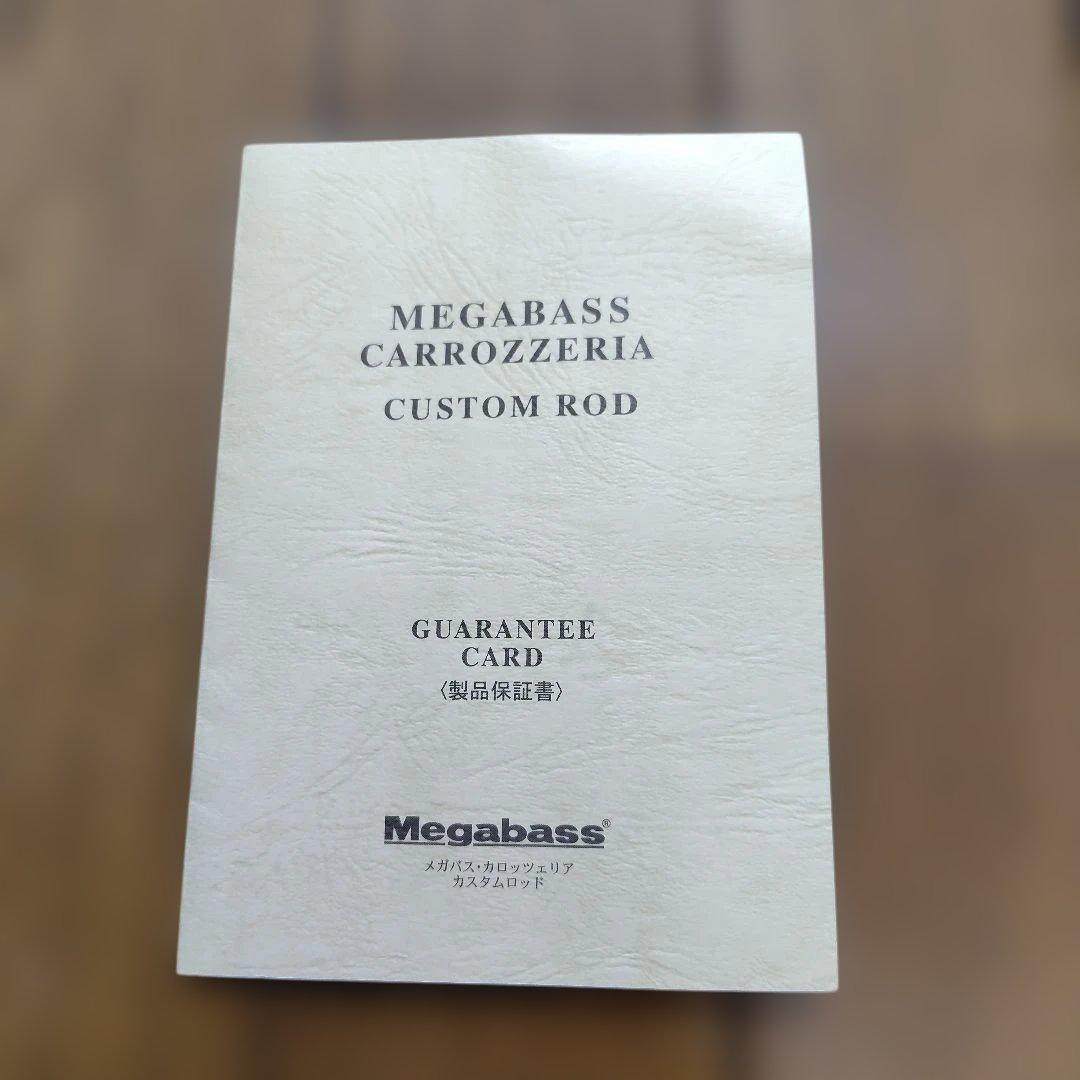 MEGABASS
CARROZZERIA
CUSTOM ROD
GUARANTEE
CARD
〈製品保証書〉
Megabass®
メガバス・カロッツェリア
カスタムロッド